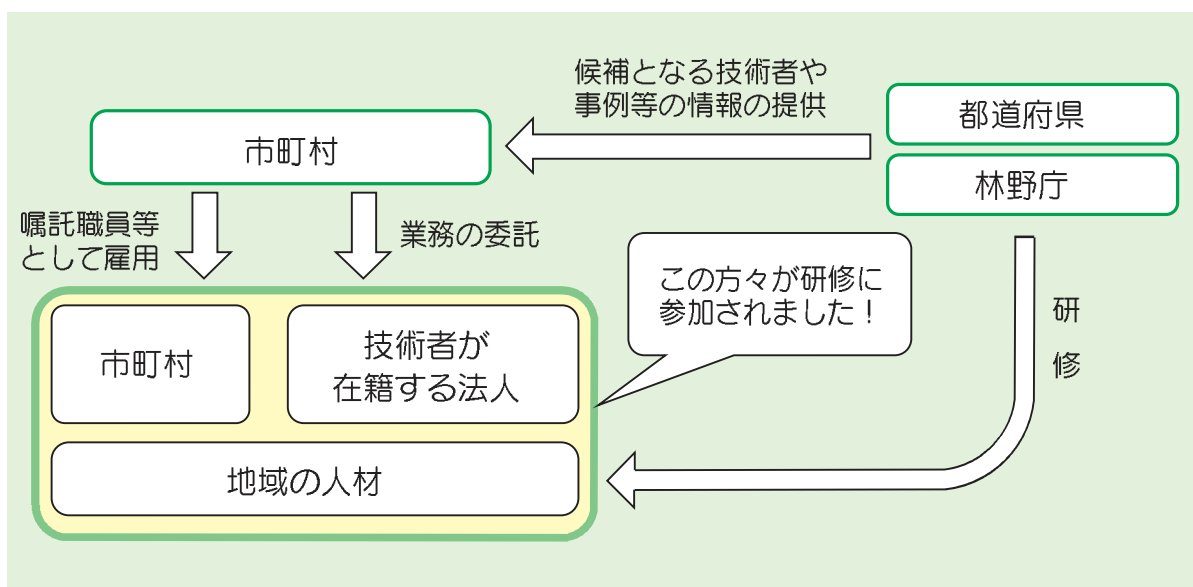 候補となる技術者や
事例等の情報の提供
都道府県
林野庁
市町村
嘱託職員等
として雇用
業務の委託
この方々が研修に
参加されました！
研
修
市町村
技術者が
在籍する法人
地域の人材